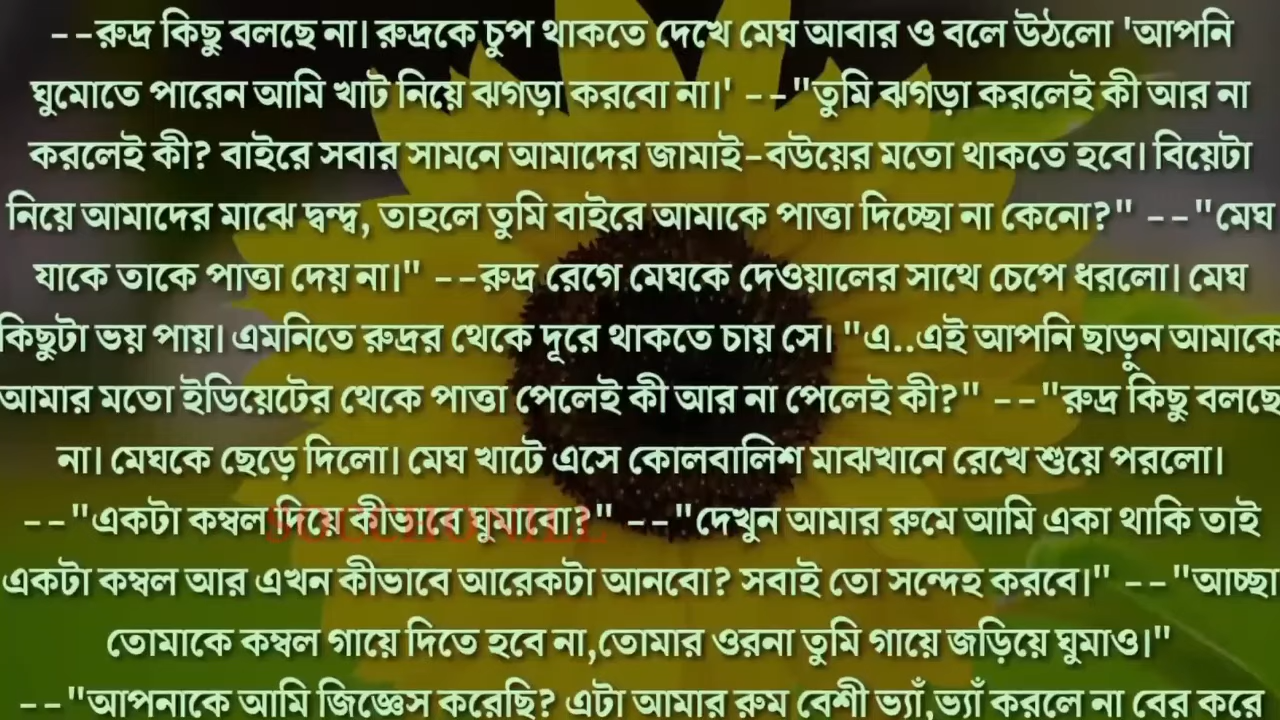 --রুদ্র কিছু বলছে না। রুদ্রকে চুপ থাকতে দেখে মেঘ আবার ও বলে উঠলো 'আপনি
ঘুমোতে পারেন আমি খাট নিয়ে ঝগড়া করবো না।' --"তুমি ঝগড়া করলেই কী আর না
করলেই কী? বাইরে সবার সামনে আমাদের জামাই-বউয়ের মতো থাকতে হবে। বিয়েটা
নিয়ে আমাদের মাঝে দ্বন্দ্ব, তাহলে তুমি বাইরে আমাকে পাত্তা দিচ্ছো না কেনো?" --"মেঘ
যাকে তাকে পাত্তা দেয় না।" --রুদ্র রেগে মেঘকে দেওয়ালের সাথে চেপে ধরলো। মেঘ
কিছুটা ভয় পায়। এমনিতে রুদ্রর থেকে দূরে থাকতে চায় সে। "এ..এই আপনি ছাড়ুন আমাকে
আমার মতো ইডিয়েটের থেকে পাত্তা পেলেই কী আর না পেলেই কী?" --"রুদ্র কিছু বলছে
না। মেঘকে ছেড়ে দিলো। মেঘ খাটে এসে কোলবালিশ মাঝখানে রেখে শুয়ে পরলো।
--"একটা কম্বল দিয়ে কীভাবে ঘুমাবো?" --"দেখুন আমার রুমে আমি একা থাকি তাই
একটা কম্বল আর এখন কীভাবে আরেকটা আনবো? সবাই তো সন্দেহ করবে।" --"আচ্ছা
তোমাকে কম্বল গায়ে দিতে হবে না,তোমার ওরনা তুমি গায়ে জড়িয়ে ঘুমাও।"
--"আপনাকে আমি জিজ্ঞেস করেছি? এটা আমার রুম বেশী ভ্যাঁ,ভ্যাঁ করলে না বের করে